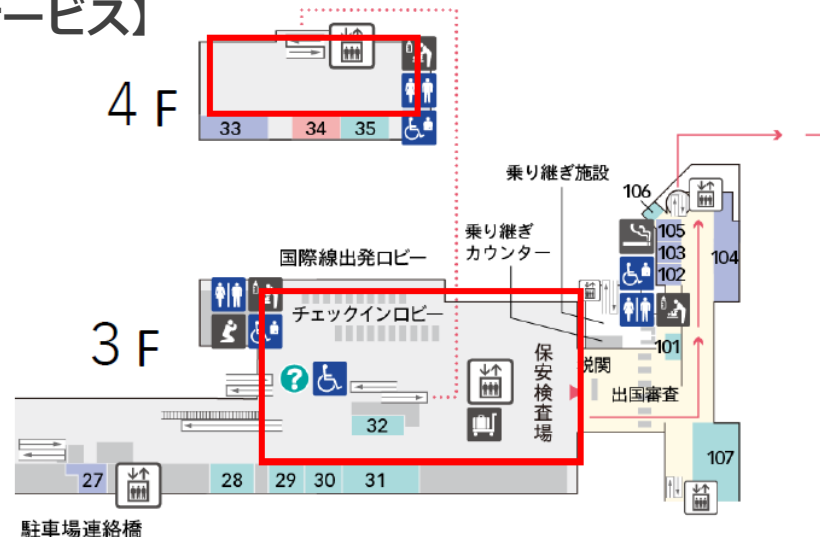 ービス】
4 F
33 34 35
乗り継ぎ施設
106
乗り継ぎ
カウンター
105
103
104
102
国際線出発ロビー
チェックインロビー
3 F
?
101
保安検査場
税関
出国審査
32
107
27 28 29 30 31
駐車場連絡橋